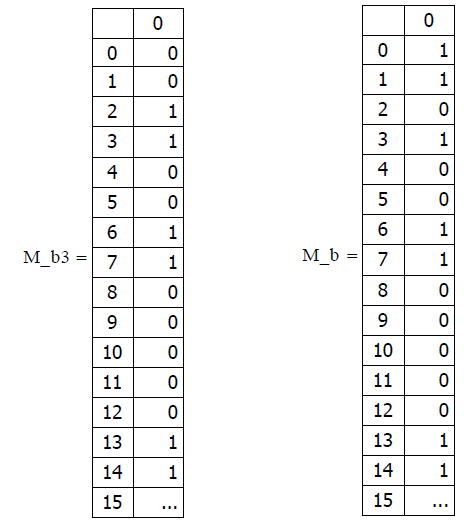 0 0
0 0 0 1
1 0 1 1
2 1 2 0
3 1 3 1
4 0 4 0
5 0 5 0
6 1 6 1
M_b3 = 7 1 M_b = 7 1
8 0 8 0
9 0 9 0
10 0 10 0
11 0 11 0
12 0 12 0
13 1 13 1
14 1 14 1
15 ... 15 ...